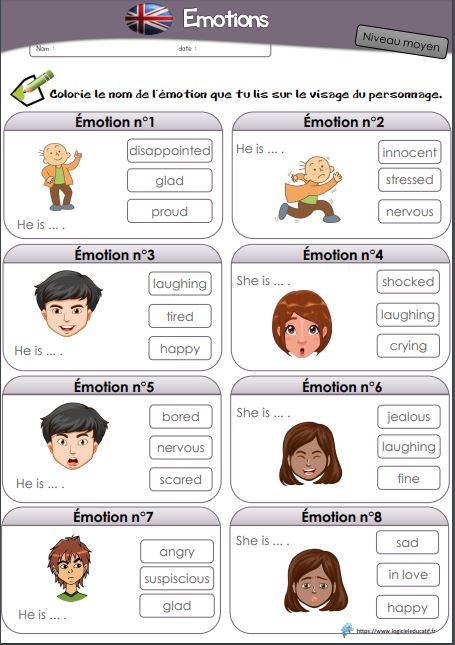 Emotions
Niveau moyen
Nom : date :
Colorie le nom de l'émotion que tu lis sur le visage du personnage.
Émotion n°1
disappointed
glad
proud
He is ... .
Émotion n°2
He is ... .
innocent
stressed
nervous
Émotion n°3
laughing
tired
happy
He is ... .
Émotion n°4
She is ... .
shocked
laughing
crying
Émotion n°5
bored
nervous
scared
He is ... .
Émotion n°6
She is ... .
jealous
laughing
fine
Émotion n°7
angry
suspicious
glad
He is ... .
Émotion n°8
She is ... .
sad
in love
happy
https://www.logicieleducatif.fr